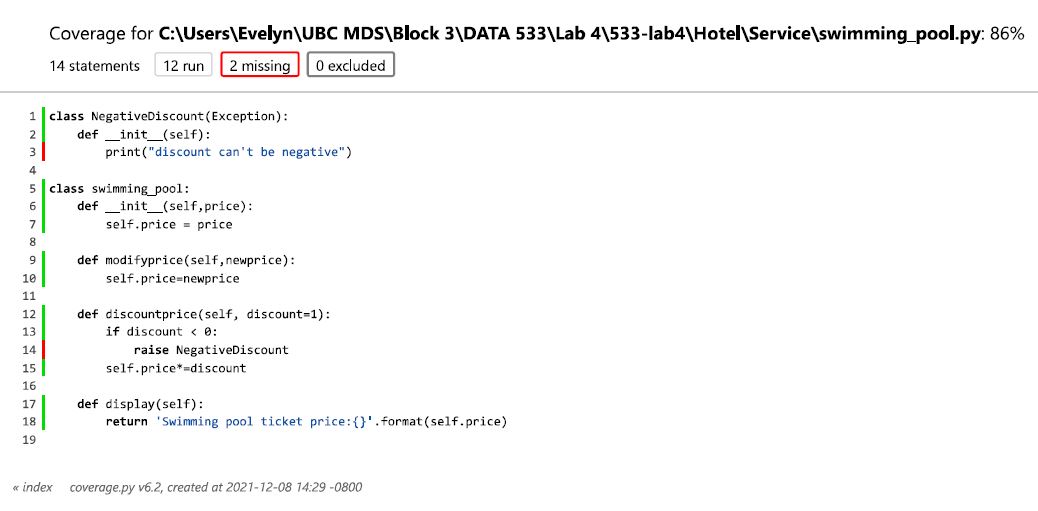 Coverage for C:\Users\Evelyn\UBC MDS\Block 3\DATA 533\Lab 4\533-lab4\Hotel\Service\swimming_pool.py: 86%
14 statements 12 run 2 missing 0 excluded
1 class NegativeDiscount(Exception):
2     def __init__(self):
3         print("discount can't be negative")
4
5 class swimming_pool:
6     def __init__(self,price):
7         self.price = price
8
9     def modifyprice(self,newprice):
10         self.price=newprice
11
12     def discountprice(self, discount=1):
13         if discount < 0:
14             raise NegativeDiscount
15         self.price*=discount
16
17     def display(self):
18         return 'Swimming pool ticket price:{}'.format(self.price)
19
« index coverage.py v6.2, created at 2021-12-08 14:29 -0800